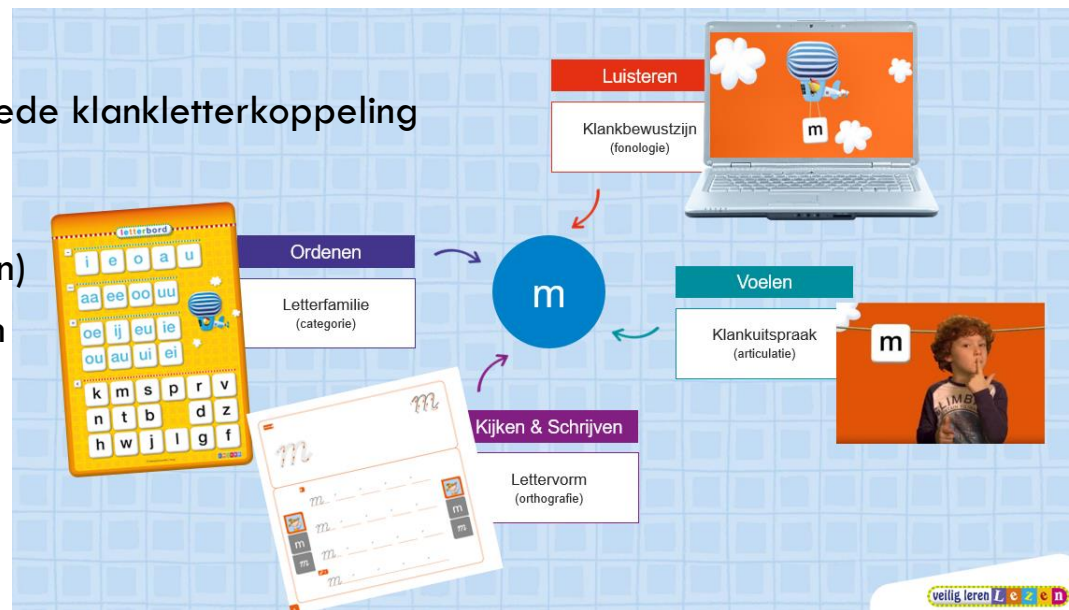 ede klankletterkoppeling
n)
n
Luisteren
Klankbewustzijn
(fonologie)
m
letterbord
i e o a u
aa ee oo uu
oe ij eu ie
ou au ui ei
k m s p r v
n t b d z
h w j l g f
Ordenen
Letterfamilie
(categorie)
m
Voelen
Klankuitspraak
(articulatie)
m
Kijken & Schrijven
Lettervorm
(orthografie)
m
m
m
m
m
m
m
m
m
m
veilig leren Lezen